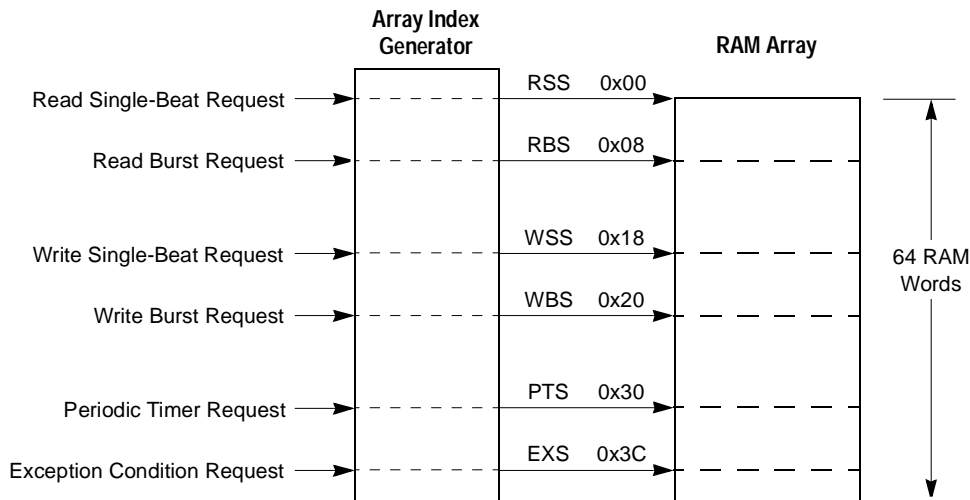 Array Index
Generator
RAM Array
Read Single-Beat Request
RSS 0x00
Read Burst Request
RBS 0x08
Write Single-Beat Request
WSS 0x18
64 RAM
Words
Write Burst Request
WBS 0x20
Periodic Timer Request
PTS 0x30
Exception Condition Request
EXS 0x3C